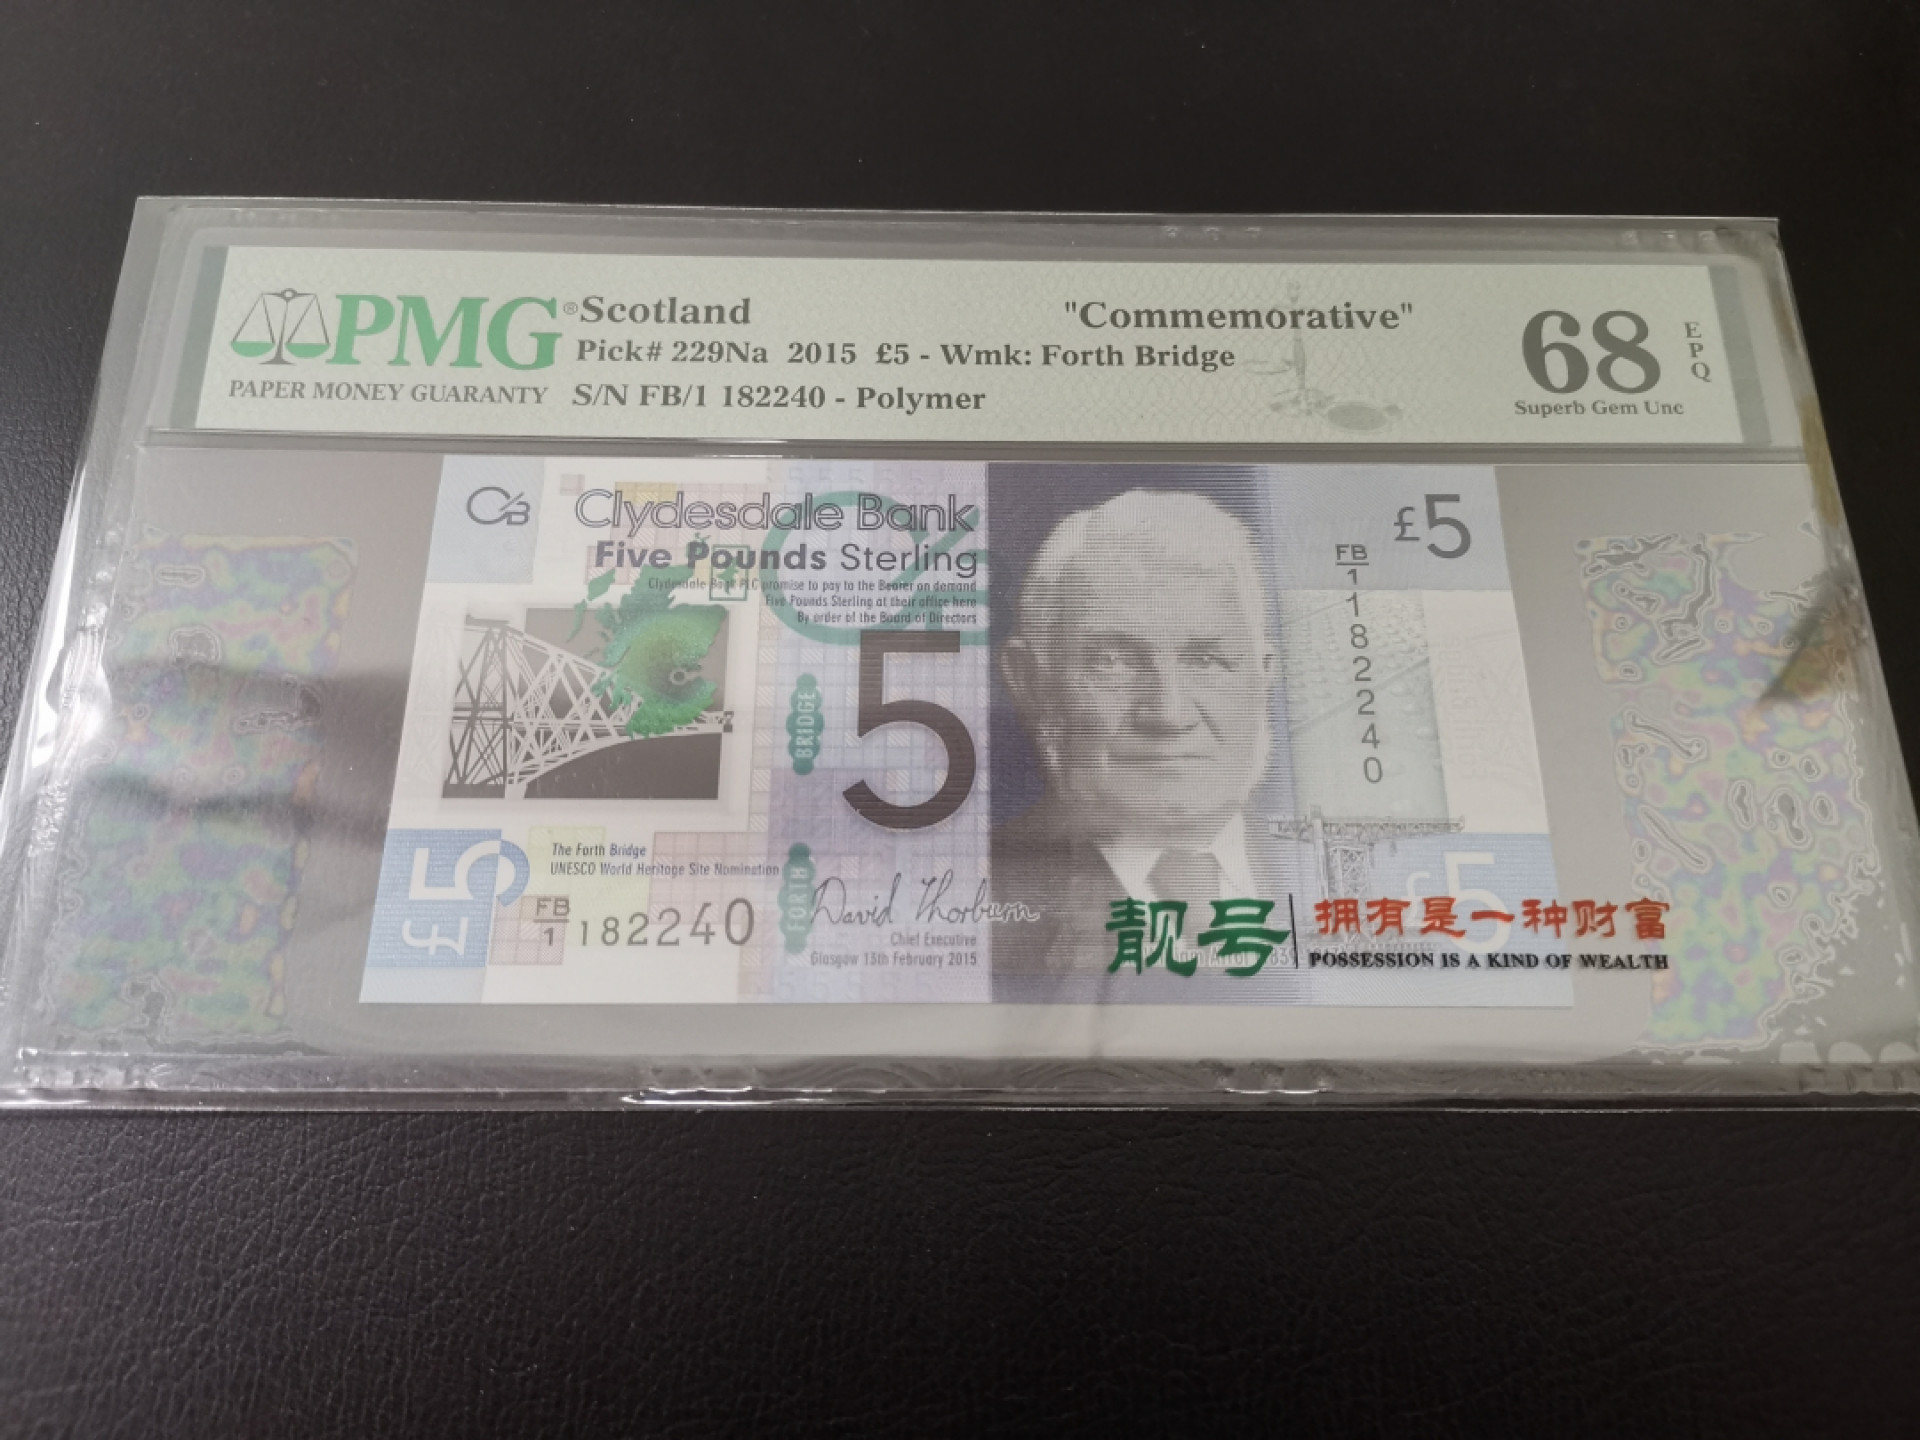 PMG®
PAPER MONEY GUARANTY
Scotland "Commemorative"
Pick# 229Na 2015 £5 - Wmk: Forth Bridge
S/N FB/1 182240 - Polymer
68
EPQ
Superb Gem Unc
CB
Clydesdale Bank
Five Pounds Sterling
Clydesdale Bank PLC promise to pay to the Bearer on demand
Five Pounds Sterling at their office here
By order of the Board of Directors
£5
FB
1
182240
5
FORTH BRIDGE
The Forth Bridge
UNESCO World Heritage Site Nomination
£5
FB
1 182240
David Thorburn
Chief Executive
Glasgow 13th February 2015
£5
靓号
拥有是一种财富
POSSESSION IS A KIND OF WEALTH